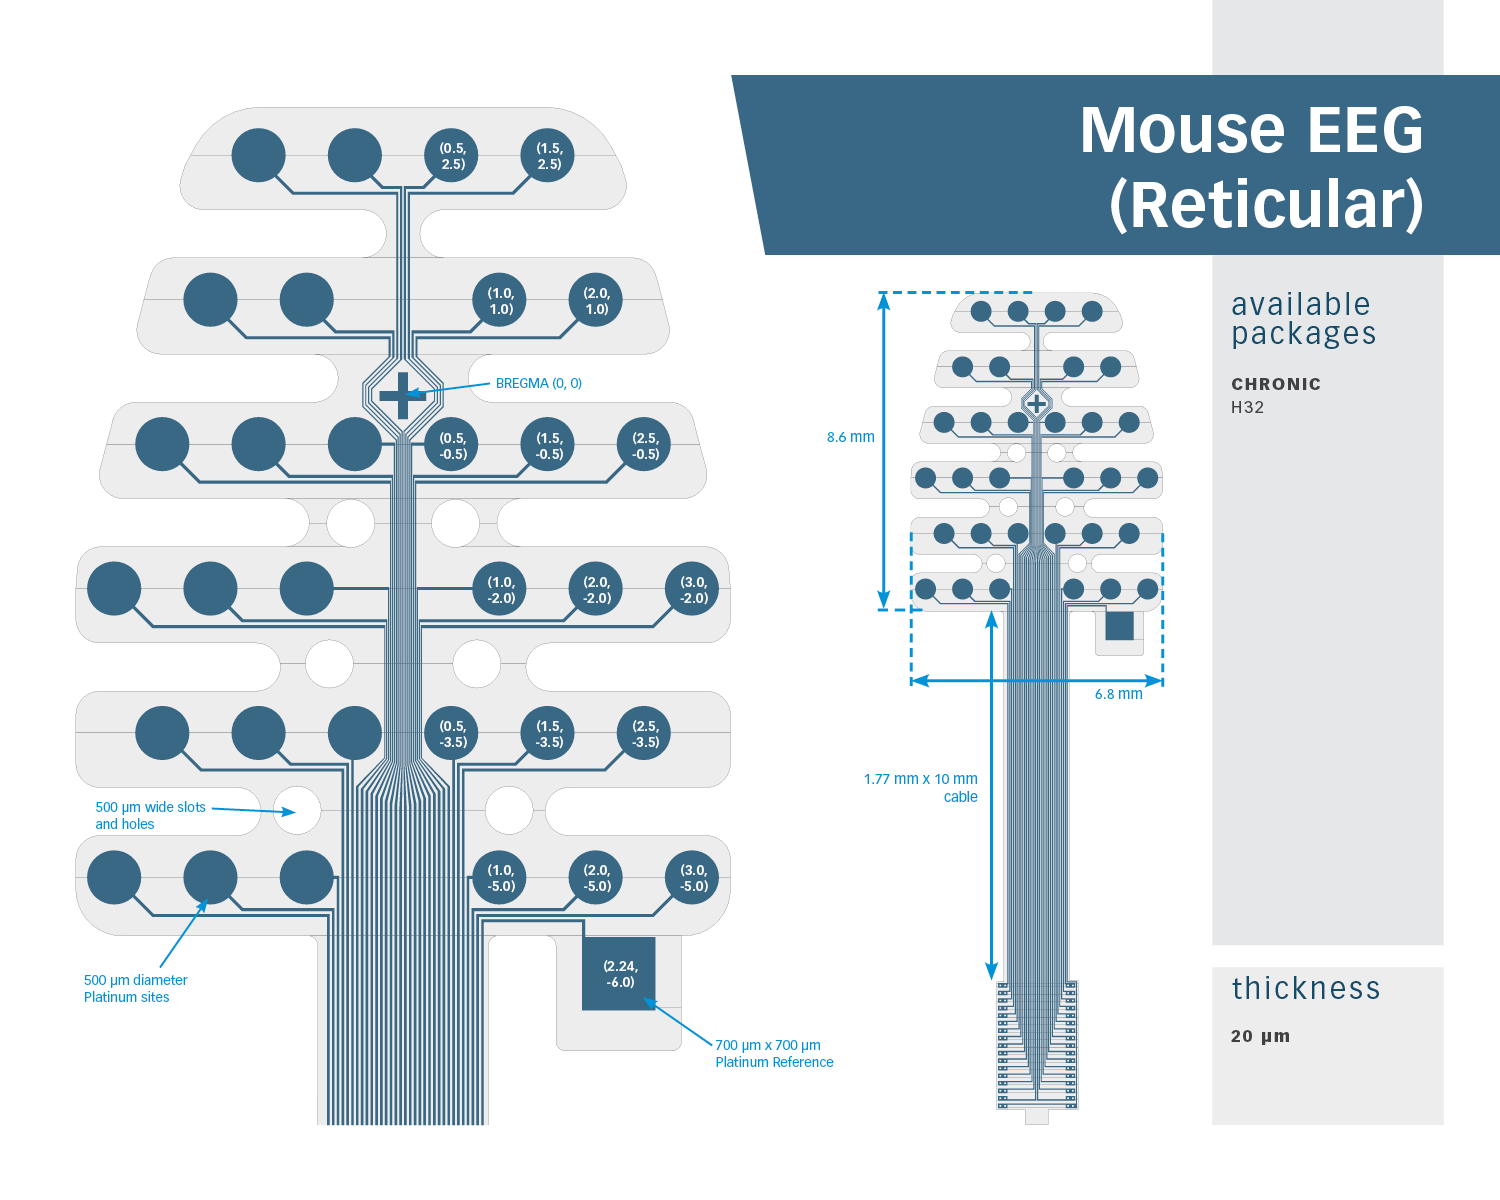 Mouse EEG
(Reticular)
(0.5,
2.5)
(1.5,
2.5)
(1.0,
1.0)
(2.0,
1.0)
BREGMA (0, 0)
(0.5,
-0.5)
(1.5,
-0.5)
(2.5,
-0.5)
(1.0,
-2.0)
(2.0,
-2.0)
(3.0,
-2.0)
(0.5,
-3.5)
(1.5,
-3.5)
(2.5,
-3.5)
500 µm wide slots
and holes
(1.0,
-5.0)
(2.0,
-5.0)
(3.0,
-5.0)
500 µm diameter
Platinum sites
(2.24,
-6.0)
700 µm x 700 µm
Platinum Reference
8.6 mm
6.8 mm
1.77 mm x 10 mm
cable
available
packages
CHRONIC
H32
thickness
20 µm